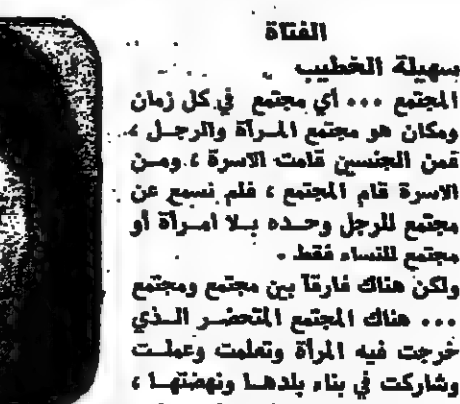 الفتاة
سهيلة الخطيب
المجتمع ... أي مجتمع في كل زمان
ومكان هو مجتمع المرأة والرجل ،
فمن الجنسين قامت الاسرة ، ومن
الاسرة قام المجتمع ، فلم نسمع عن
مجتمع للرجل وحده بلا امرأة أو
مجتمع للنساء فقط .
ولكن هناك فارقاً بين مجتمع ومجتمع
... هناك المجتمع المتحضر الذي
خرجت فيه المرأة وتعلمت وعملت
وشاركت في بناء بلدها ونهضتها ،